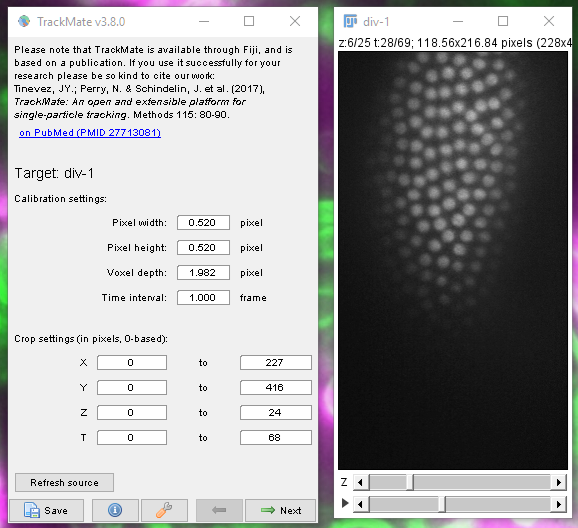 TrackMate v3.8.0
Please note that TrackMate is available through Fiji, and is
based on a publication. If you use it successfully for your
research please be so kind to cite our work:
Tinevez, JY.; Perry, N. & Schindelin, J. et al. (2017),
TrackMate: An open and extensible platform for
single-particle tracking. Methods 115: 80-90.
on PubMed (PMID 27713081)
Target: div-1
Calibration settings:
Pixel width: 0.520 pixel
Pixel height: 0.520 pixel
Voxel depth: 1.982 pixel
Time interval: 1.000 frame
Crop settings (in pixels, 0-based):
X 0 to 227
Y 0 to 416
Z 0 to 24
T 0 to 68
Refresh source
Save
Next
div-1
z:6/25 t:28/69; 118.56x216.84 pixels (228x4
Z